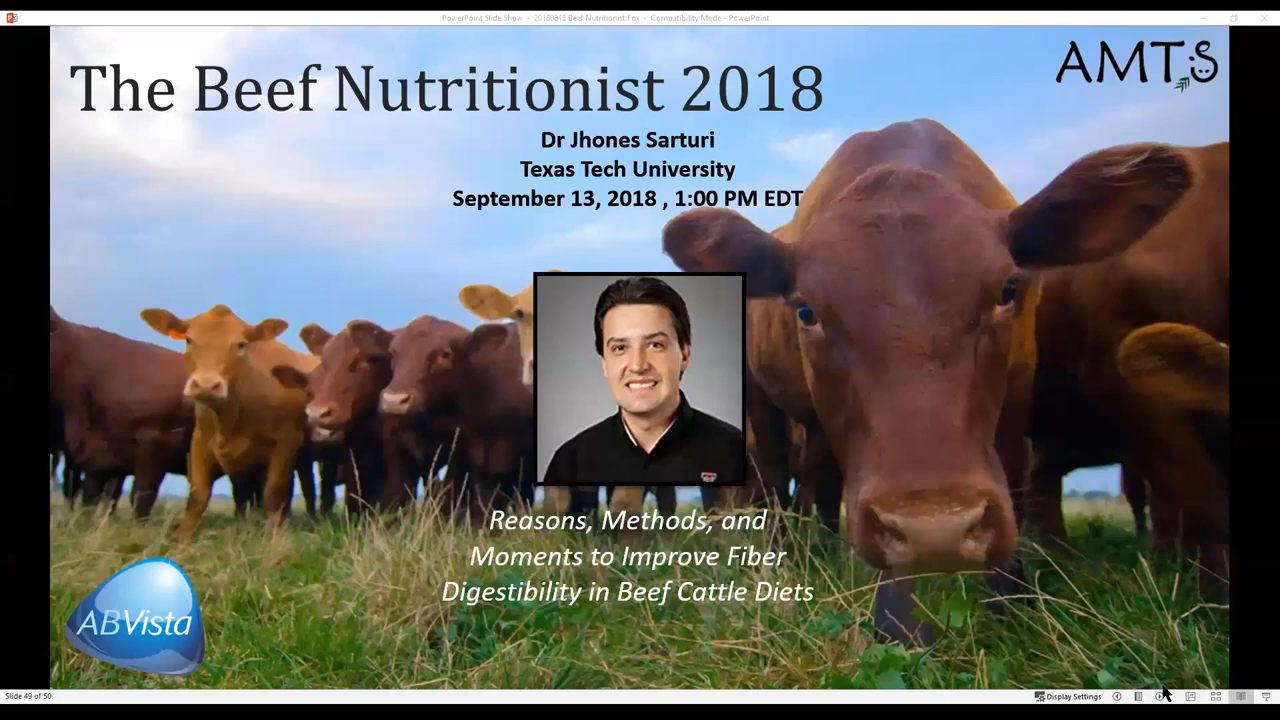 PowerPoint Slide Show - 20180813 Beef Nutritionist Fox - Compatibility Mode - PowerPoint
The Beef Nutritionist 2018
AMTS
Dr Jhones Sarturi
Texas Tech University
September 13, 2018 , 1:00 PM EDT
Reasons, Methods, and
Moments to Improve Fiber
Digestibility in Beef Cattle Diets
ABVista
Slide 49 of 50
Display Settings